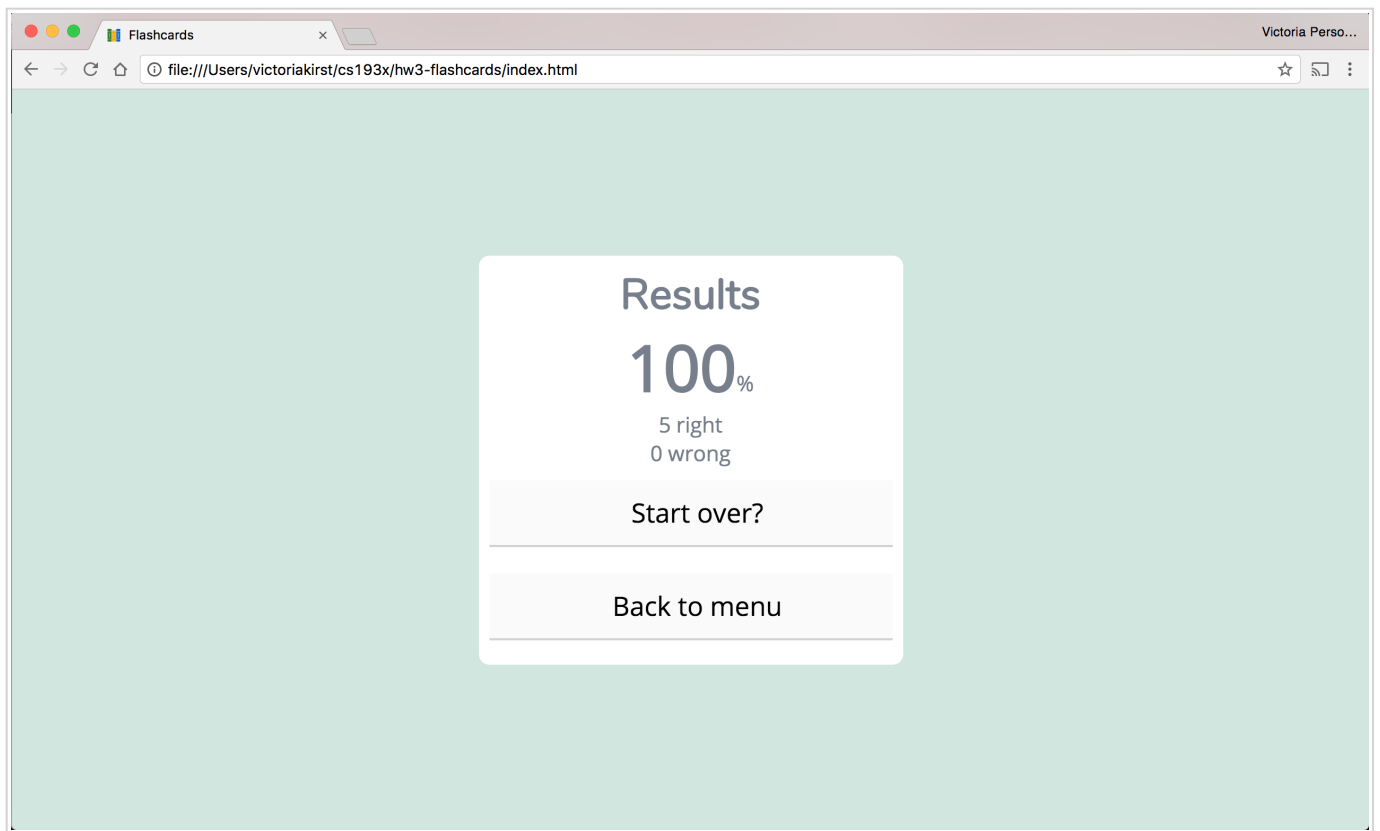 Flashcards
Victoria Perso...
file:///Users/victoriakirst/cs193x/hw3-flashcards/index.html
Results
100%
5 right
0 wrong
Start over?
Back to menu